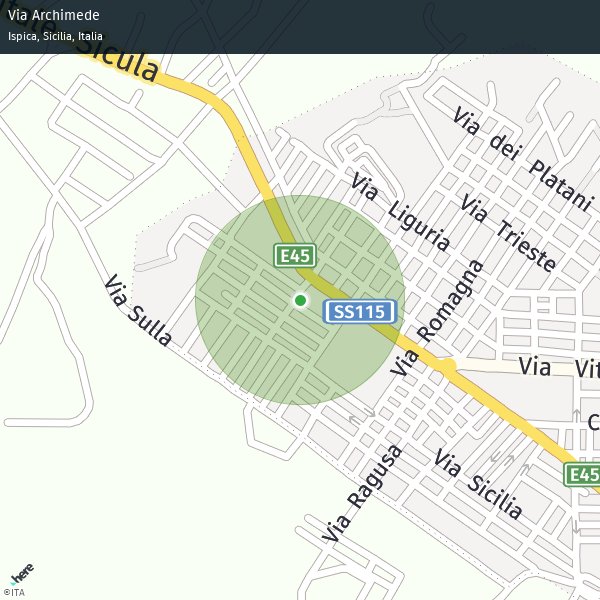 Via Archimede
Ispica, Sicilia, Italia
Sicula
Via dei Platani
Via Liguria
Via Trieste
E45
Via Sulla
SS115
Via Romagna
Via Vit
C
Via Sicilia
E45
Via Ragusa
here
©ITA